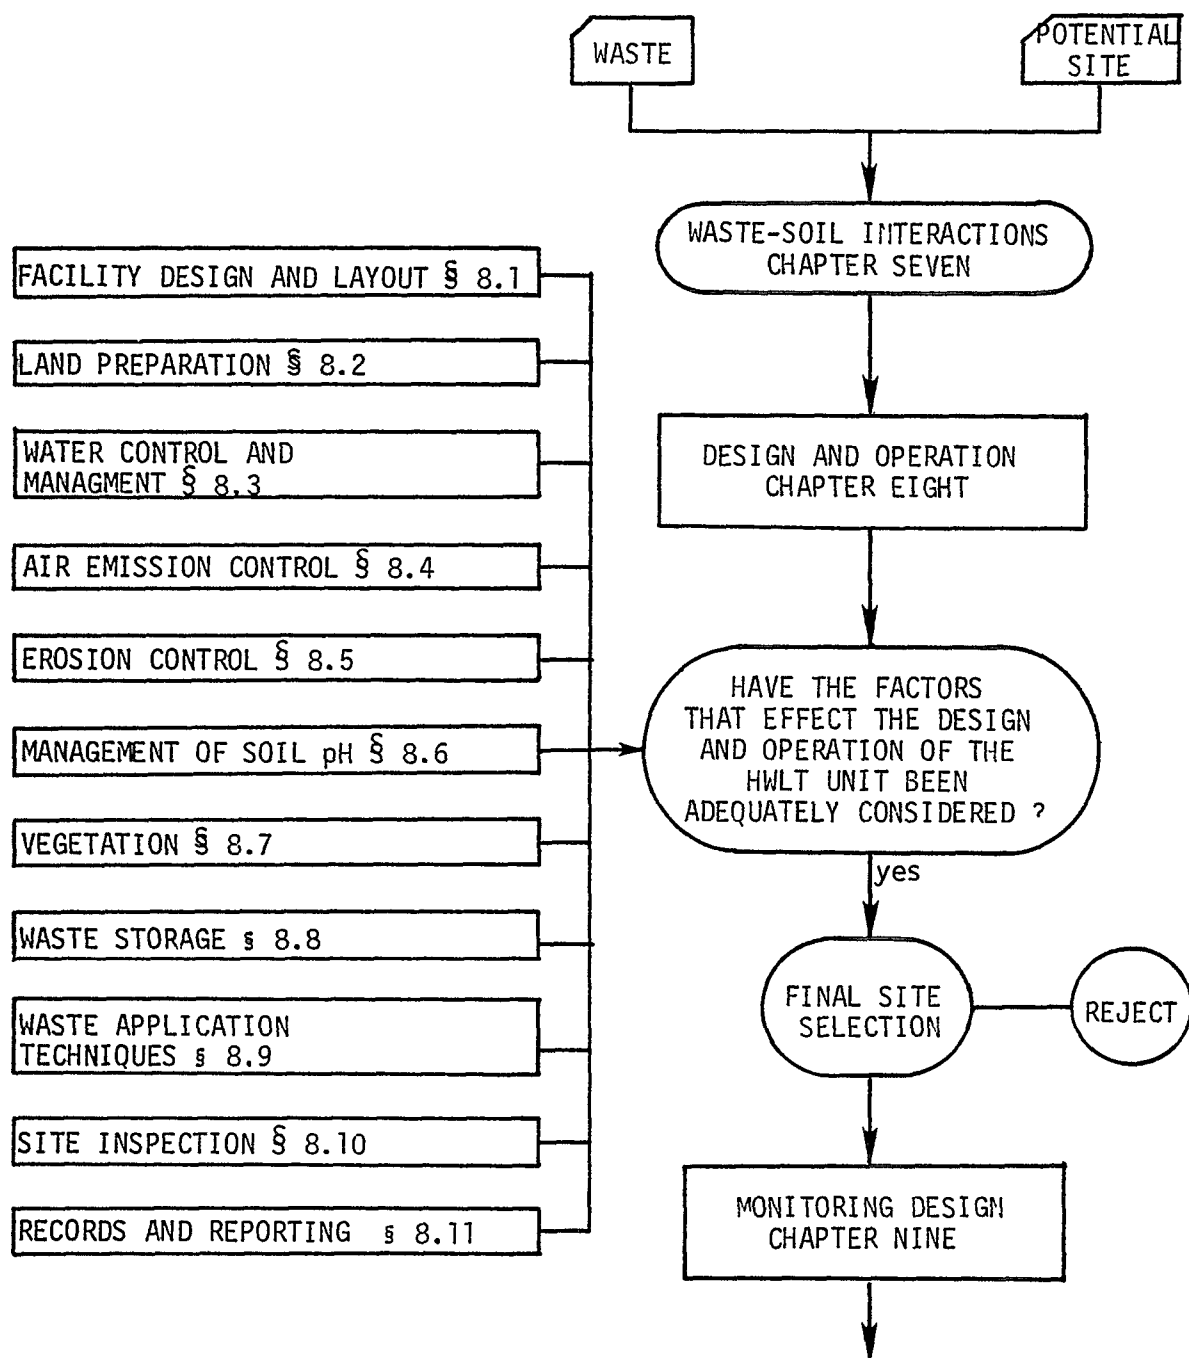 WASTE
POTENTIAL
SITE
WASTE-SOIL INTERACTIONS
CHAPTER SEVEN
FACILITY DESIGN AND LAYOUT § 8.1
LAND PREPARATION § 8.2
WATER CONTROL AND
MANAGMENT § 8.3
AIR EMISSION CONTROL § 8.4
EROSION CONTROL § 8.5
MANAGEMENT OF SOIL pH § 8.6
VEGETATION § 8.7
WASTE STORAGE § 8.8
WASTE APPLICATION
TECHNIQUES § 8.9
SITE INSPECTION § 8.10
RECORDS AND REPORTING § 8.11
DESIGN AND OPERATION
CHAPTER EIGHT
HAVE THE FACTORS
THAT EFFECT THE DESIGN
AND OPERATION OF THE
HWLT UNIT BEEN
ADEQUATELY CONSIDERED ?
yes
FINAL SITE
SELECTION
REJECT
MONITORING DESIGN
CHAPTER NINE